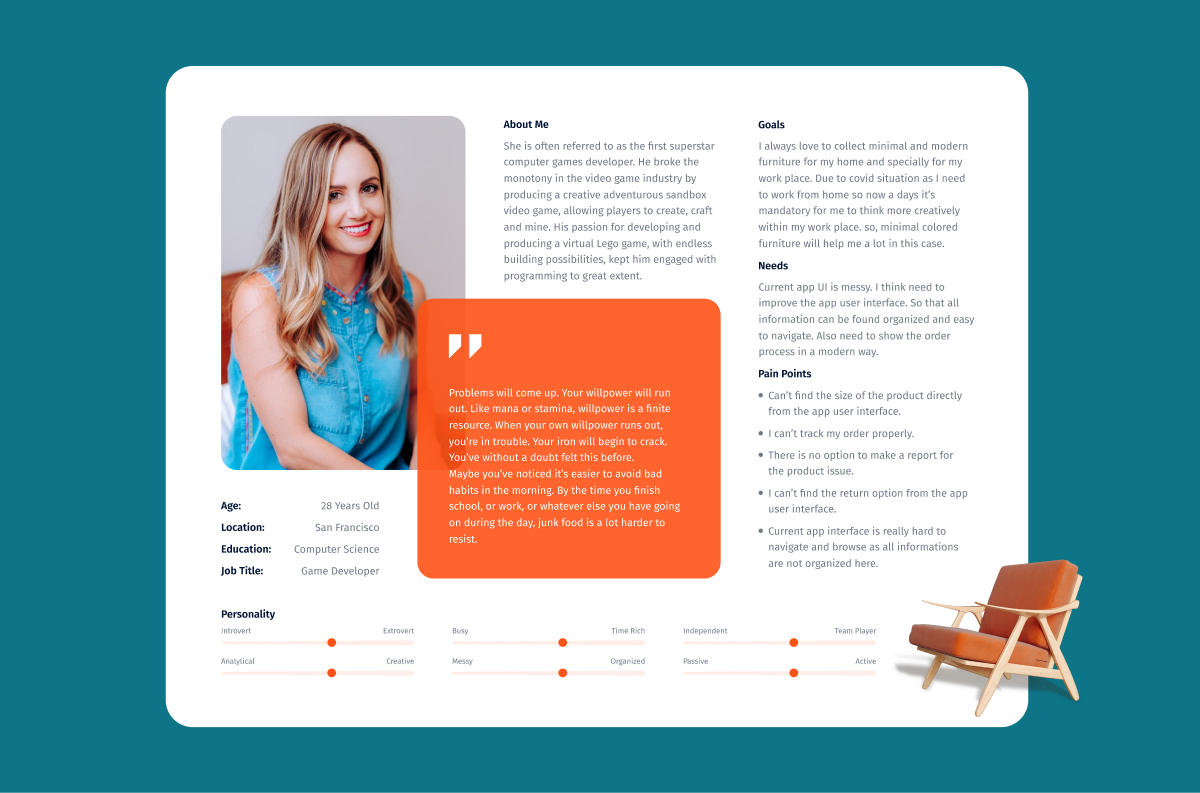 About Me
She is often referred to as the first superstar
computer games developer. He broke the
monotony in the video game industry by
producing a creative adventurous sandbox
video game, allowing players to create, craft
and mine. His passion for developing and
producing a virtual Lego game, with endless
building possibilities, kept him engaged with
programming to great extent.
Problems will come up. Your willpower will run
out. Like mana or stamina, willpower is a finite
resource. When your own willpower runs out,
you're in trouble. Your iron will begin to crack.
You've without a doubt felt this before.
Maybe you've noticed it's easier to avoid bad
habits in the morning. By the time you finish
school, or work, or whatever else you have going
on during the day, junk food is a lot harder to
resist.
Goals
I always love to collect minimal and modern
furniture for my home and specially for my
work place. Due to covid situation as I need
to work from home so now a days it's
mandatory for me to think more creatively
within my work place. so, minimal colored
furniture will help me a lot in this case.
Needs
Current app UI is messy. I think need to
improve the app user interface. So that all
information can be found organized and easy
to navigate. Also need to show the order
process in a modern way.
Pain Points
• Can't find the size of the product directly
from the app user interface.
• I can't track my order properly.
• There is no option to make a report for
the product issue.
• I can't find the return option from the app
user interface.
• Current app interface is really hard to
navigate and browse as all informations
are not organized here.
Age: 28 Years Old
Location: San Francisco
Education: Computer Science
Job Title: Game Developer
Personality
Introvert Extrovert
Busy Time Rich
Independent Team Player
Analytical Creative
Messy Organized
Passive Active